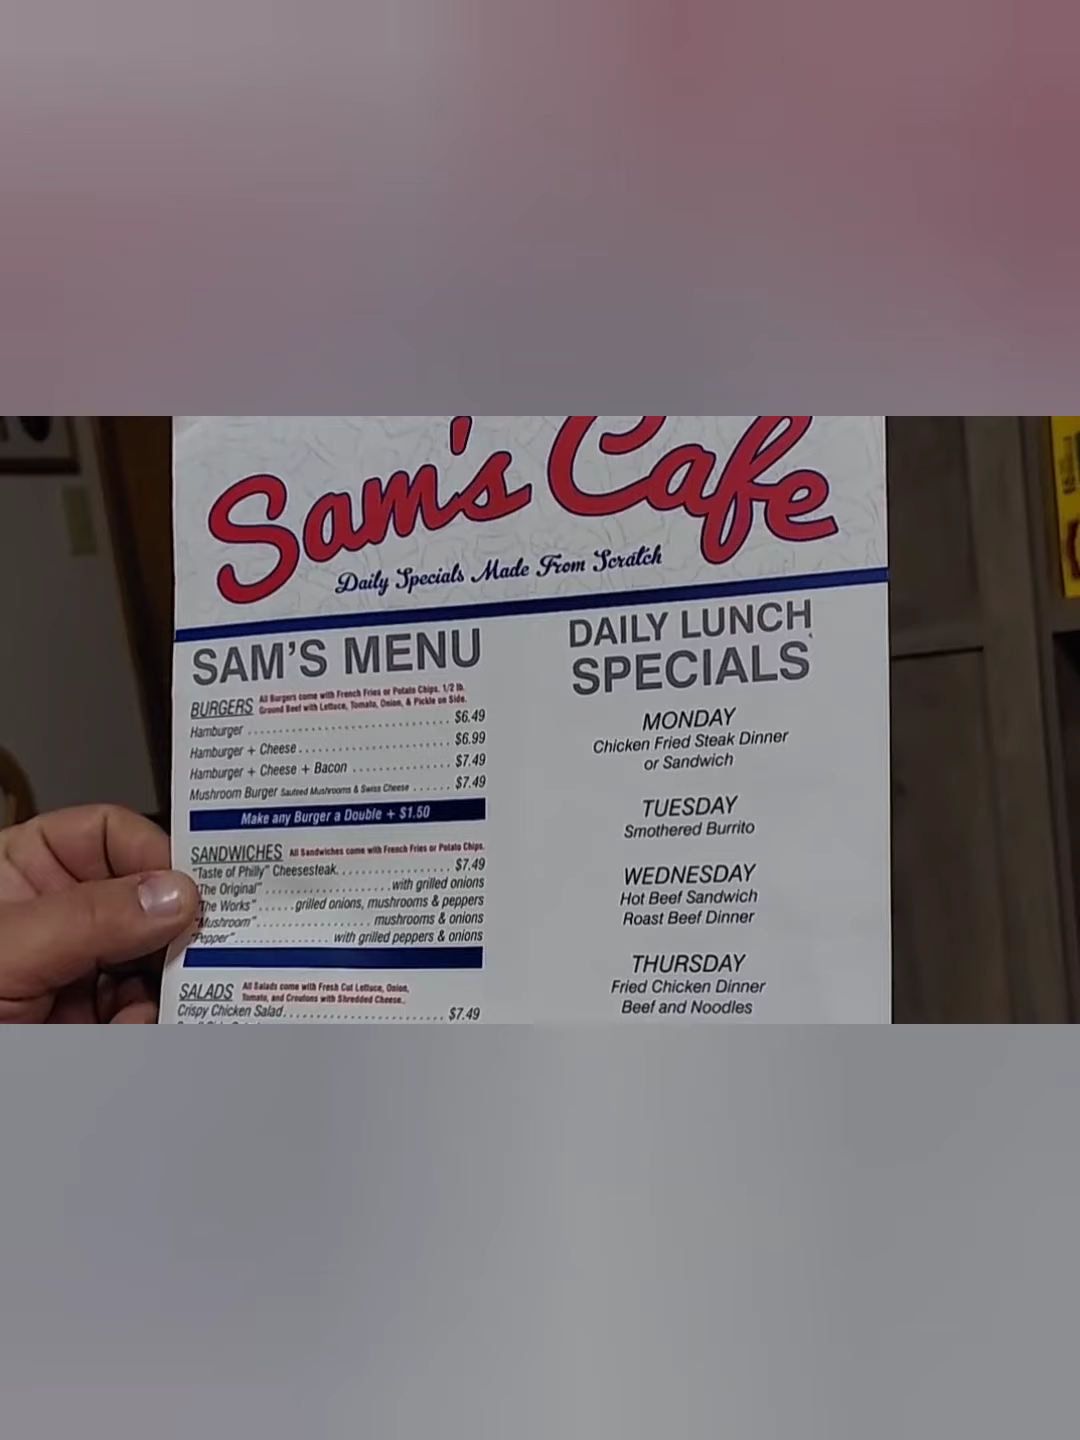 Sam's Cafe
Daily Specials Made From Scratch
SAM'S MENU
BURGERS All Burgers come with French Fries or Potato Chips. 1/2 lb.
Ground Beef with Lettuce, Tomato, Onion, & Pickle on Side.
Hamburger $6.49
Hamburger + Cheese $6.99
Hamburger + Cheese + Bacon $7.49
Mushroom Burger Sauteed Mushrooms & Swiss Cheese $7.49
Make any Burger a Double + $1.50
SANDWICHES All Sandwiches come with French Fries or Potato Chips.
"Taste of Philly" Cheesesteak $7.49
"The Original" with grilled onions
"The Works" grilled onions, mushrooms & peppers
"Mushroom" mushrooms & onions
"Pepper" with grilled peppers & onions
SALADS All Salads come with Fresh Cut Lettuce, Onion,
Tomato, and Croutons with Shredded Cheese.
Crispy Chicken Salad $7.49
DAILY LUNCH
SPECIALS
MONDAY
Chicken Fried Steak Dinner
or Sandwich
TUESDAY
Smothered Burrito
WEDNESDAY
Hot Beef Sandwich
Roast Beef Dinner
THURSDAY
Fried Chicken Dinner
Beef and Noodles